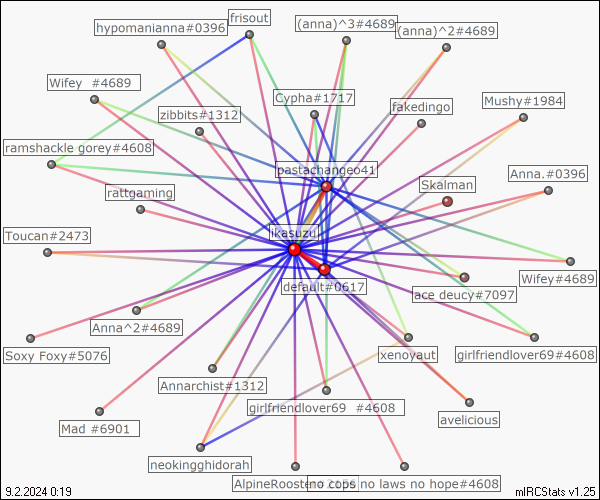 hypomanianna#0396
frisout
(anna)^3#4689
(anna)^2#4689
Wifey  #4689
Cypha#1717
fakedingo
Mushy#1984
zibbits#1312
ramshackle gorey#4608
pastachangeo41
Skalman
Anna.#0396
rattgaming
Toucan#2473
likasuzu
Wifey#4689
default#0617
ace deucy#7097
Anna^2#4689
Soxy Foxy#5076
xenoyaut
girlfriendlover69#4608
Annarchist#1312
girlfriendlover69  #4608
avelicious
Mad #6901
neokingghidorah
no cops no laws no hope#4608
9.2.2024 0:19
mIRCStats v1.25